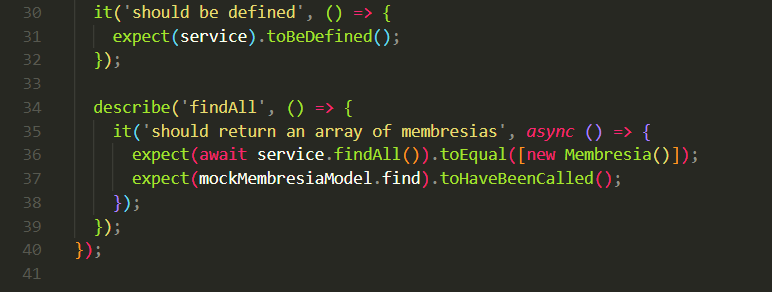 30 it('should be defined', () => {
31 expect(service).toBeDefined();
32 });
33
34 describe('findAll', () => {
35 it('should return an array of membresias', async () => {
36 expect(await service.findAll()).toEqual([new Membresia()]);
37 expect(mockMembresiaModel.find).toHaveBeenCalled();
38 });
39 });
40 });
41